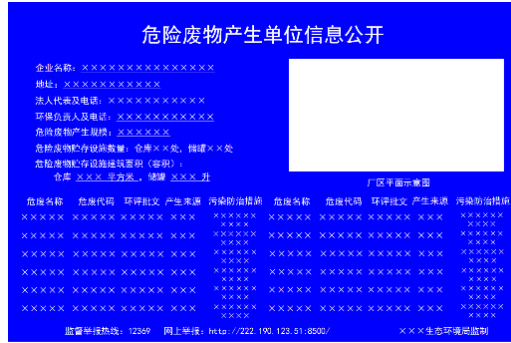 危险废物产生单位信息公开
企业名称：×××××××××××××××
地址：×××××××××××
法人代表及电话：×××××××××××
环保负责人及电话：×××××××××××
危险废物产生规模：××××××
危险废物贮存设施数量：仓库××处，储罐××处
危险废物贮存设施建筑面积（容积）：
仓库 ××× 平方米，储罐 ××× 升
厂区平面示意图
危废名称 危废代码 环评批文 产生来源 污染防治措施 危废名称 危废代码 环评批文 产生来源 污染防治措施
××××× ××××× ××××× ××× ×××××× ××××× ××××× ××××× ××× ××××××
×××× ××××
××××× ××××× ××××× ××× ×××××× ××××× ××××× ××××× ××× ××××××
×××× ××××
××××× ××××× ××××× ××× ×××××× ××××× ××××× ××××× ××× ××××××
×××× ××××
××××× ××××× ××××× ××× ×××××× ××××× ××××× ××××× ××× ××××××
×××× ××××
××××× ××××× ××××× ××× ×××××× ××××× ××××× ××××× ××× ××××××
×××× ××××
××××× ××××× ××××× ××× ×××××× ××××× ××××× ××××× ××× ××××××
×××× ××××
监督举报热线：12369 网上举报：http://222.190.123.51:8500/ ×××生态环境局监制